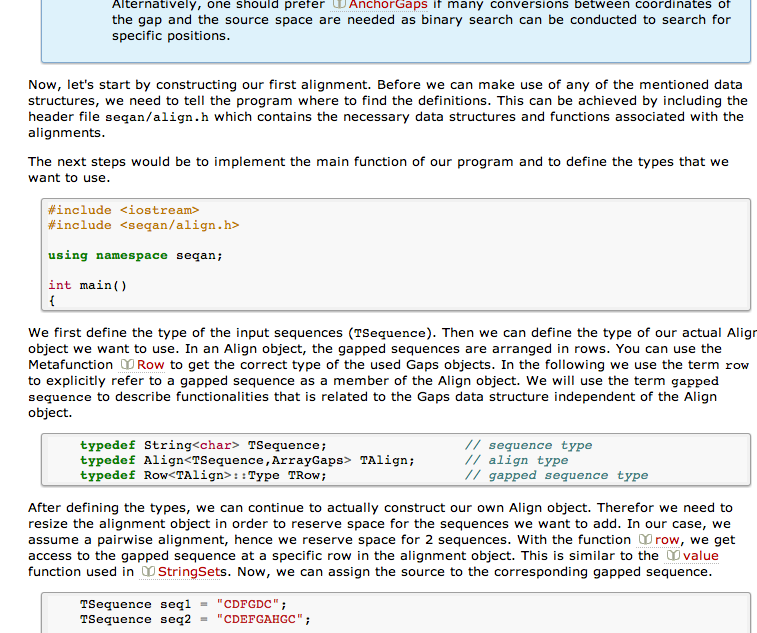 Alternatively, one should prefer AnchorGaps if many conversions between coordinates of
the gap and the source space are needed as binary search can be conducted to search for
specific positions.
Now, let's start by constructing our first alignment. Before we can make use of any of the mentioned data
structures, we need to tell the program where to find the definitions. This can be achieved by including the
header file seqan/align.h which contains the necessary data structures and functions associated with the
alignments.
The next steps would be to implement the main function of our program and to define the types that we
want to use.
#include <iostream>
#include <seqan/align.h>
using namespace seqan;
int main()
{
We first define the type of the input sequences (TSequence). Then we can define the type of our actual Align
object we want to use. In an Align object, the gapped sequences are arranged in rows. You can use the
Metafunction Row to get the correct type of the used Gaps objects. In the following we use the term row
to explicitly refer to a gapped sequence as a member of the Align object. We will use the term gapped
sequence to describe functionalities that is related to the Gaps data structure independent of the Align
object.
typedef String<char> TSequence; // sequence type
typedef Align<TSequence,ArrayGaps> TAlign; // align type
typedef Row<TAlign>::Type TRow; // gapped sequence type
After defining the types, we can continue to actually construct our own Align object. Therefor we need to
resize the alignment object in order to reserve space for the sequences we want to add. In our case, we
assume a pairwise alignment, hence we reserve space for 2 sequences. With the function row, we get
access to the gapped sequence at a specific row in the alignment object. This is similar to the value
function used in StringSets. Now, we can assign the source to the corresponding gapped sequence.
TSequence seq1 = "CDFGDC";
TSequence seq2 = "CDEFGAHGC";